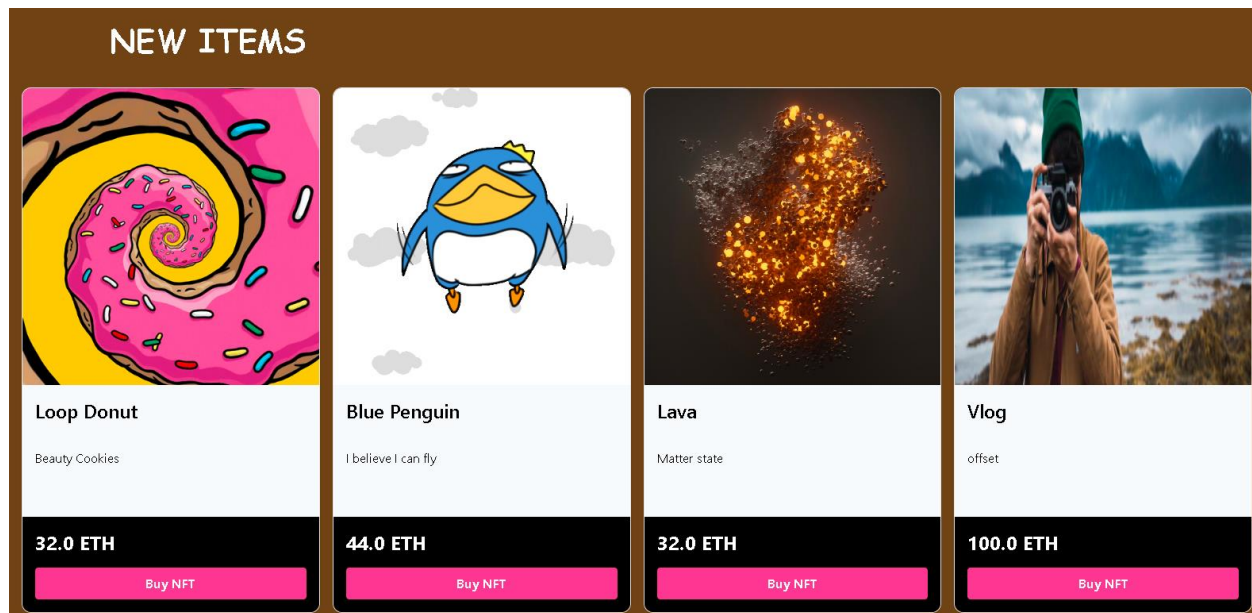 NEW ITEMS
Loop Donut
Beauty Cookies
32.0 ETH
Buy NFT
Blue Penguin
I believe I can fly
44.0 ETH
Buy NFT
Lava
Matter state
32.0 ETH
Buy NFT
Vlog
offset
100.0 ETH
Buy NFT